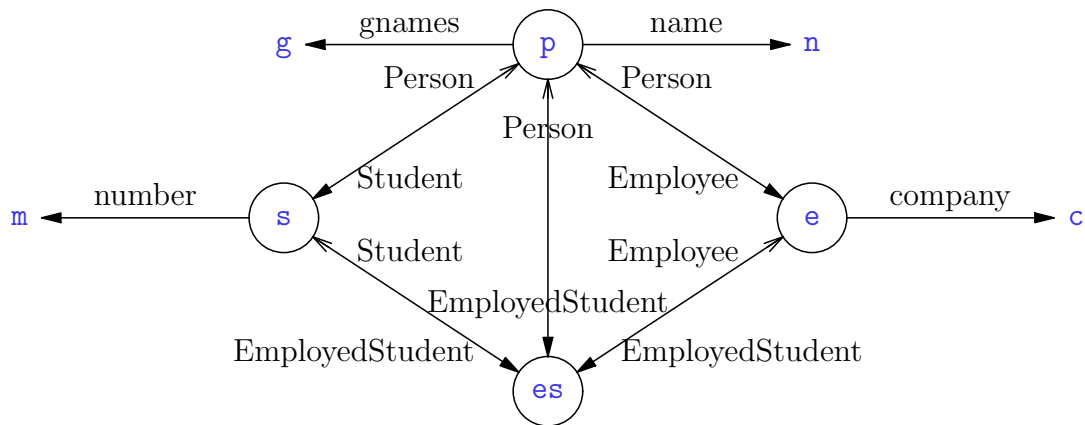 gnames name
g p n
Person Person
Person
Student Employee
number company
m s e c
Student Employee
EmployedStudent
EmployedStudent EmployedStudent
es